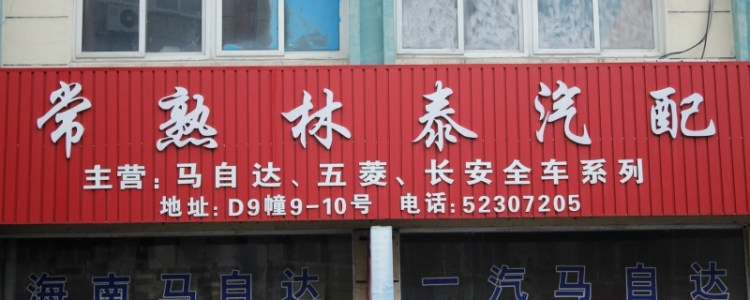 常熟林泰汽配
主营:马自达、五菱、长安全车系列
地址:D9幢9-10号 电话:52307205
海南马自达 一汽马自达